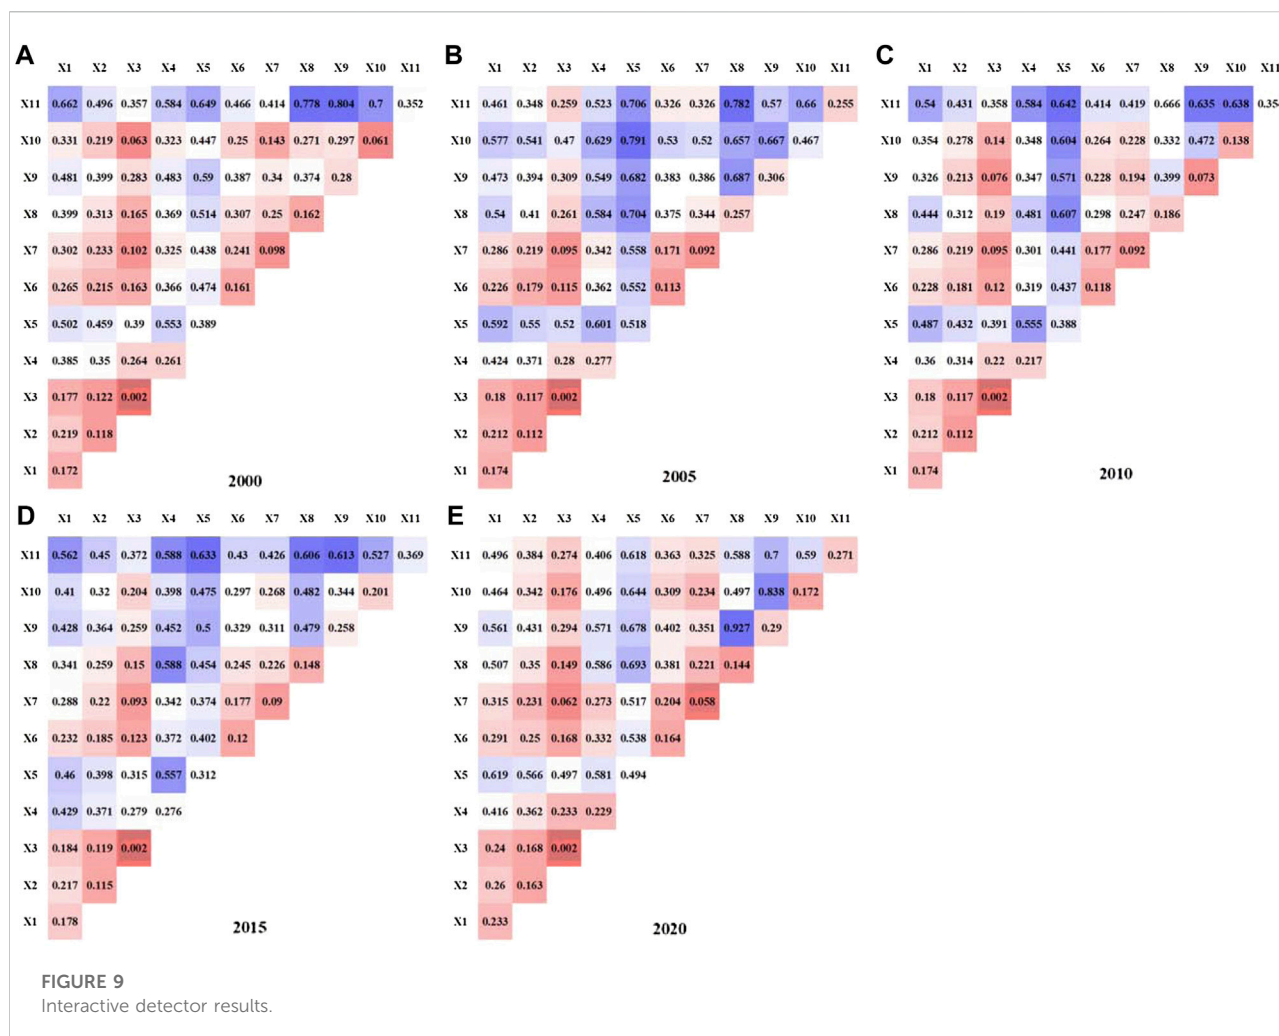 A
X1 X2 X3 X4 X5 X6 X7 X8 X9 X10 X11
X11 0.662 0.496 0.357 0.584 0.649 0.466 0.414 0.778 0.804 0.7 0.352
X10 0.331 0.219 0.063 0.323 0.447 0.25 0.143 0.271 0.297 0.061
X9 0.481 0.399 0.283 0.483 0.59 0.387 0.34 0.374 0.28
X8 0.399 0.313 0.165 0.369 0.514 0.307 0.25 0.162
X7 0.302 0.233 0.102 0.325 0.438 0.241 0.098
X6 0.265 0.215 0.163 0.366 0.474 0.161
X5 0.502 0.459 0.39 0.553 0.389
X4 0.385 0.35 0.264 0.261
X3 0.177 0.122 0.002
X2 0.219 0.118
X1 0.172
2000
B
X1 X2 X3 X4 X5 X6 X7 X8 X9 X10 X11
X11 0.461 0.348 0.259 0.523 0.706 0.326 0.326 0.782 0.57 0.66 0.255
X10 0.577 0.541 0.47 0.629 0.791 0.53 0.52 0.657 0.667 0.467
X9 0.473 0.394 0.309 0.549 0.682 0.383 0.386 0.687 0.306
X8 0.54 0.41 0.261 0.584 0.704 0.375 0.344 0.257
X7 0.286 0.219 0.095 0.342 0.558 0.171 0.092
X6 0.226 0.179 0.115 0.362 0.552 0.113
X5 0.592 0.55 0.52 0.601 0.518
X4 0.424 0.371 0.28 0.277
X3 0.18 0.117 0.002
X2 0.212 0.112
X1 0.174
2005
C
X1 X2 X3 X4 X5 X6 X7 X8 X9 X10 X11
X11 0.54 0.431 0.358 0.584 0.642 0.414 0.419 0.666 0.635 0.638 0.35
X10 0.354 0.278 0.14 0.348 0.604 0.264 0.228 0.332 0.472 0.138
X9 0.326 0.213 0.076 0.347 0.571 0.228 0.194 0.399 0.073
X8 0.444 0.312 0.19 0.481 0.607 0.298 0.247 0.186
X7 0.286 0.219 0.095 0.301 0.441 0.177 0.092
X6 0.228 0.181 0.12 0.319 0.437 0.118
X5 0.487 0.432 0.391 0.555 0.388
X4 0.36 0.314 0.22 0.217
X3 0.18 0.117 0.002
X2 0.212 0.112
X1 0.174
2010
D
X1 X2 X3 X4 X5 X6 X7 X8 X9 X10 X11
X11 0.562 0.45 0.372 0.588 0.633 0.43 0.426 0.606 0.613 0.527 0.369
X10 0.41 0.32 0.204 0.398 0.475 0.297 0.268 0.482 0.344 0.201
X9 0.428 0.364 0.259 0.452 0.5 0.329 0.311 0.479 0.258
X8 0.341 0.259 0.15 0.588 0.454 0.245 0.226 0.148
X7 0.288 0.22 0.093 0.342 0.374 0.177 0.09
X6 0.232 0.185 0.123 0.372 0.402 0.12
X5 0.46 0.398 0.315 0.557 0.312
X4 0.429 0.371 0.279 0.276
X3 0.184 0.119 0.002
X2 0.217 0.115
X1 0.178
2015
E
X1 X2 X3 X4 X5 X6 X7 X8 X9 X10 X11
X11 0.496 0.384 0.274 0.406 0.618 0.363 0.325 0.588 0.7 0.59 0.271
X10 0.464 0.342 0.176 0.496 0.644 0.309 0.234 0.497 0.838 0.172
X9 0.561 0.431 0.294 0.571 0.678 0.402 0.351 0.927 0.29
X8 0.507 0.35 0.149 0.586 0.693 0.381 0.221 0.144
X7 0.315 0.231 0.062 0.273 0.517 0.204 0.058
X6 0.291 0.25 0.168 0.332 0.538 0.164
X5 0.619 0.566 0.497 0.581 0.494
X4 0.416 0.362 0.233 0.229
X3 0.24 0.168 0.002
X2 0.26 0.163
X1 0.233
2020
FIGURE 9
Interactive detector results.